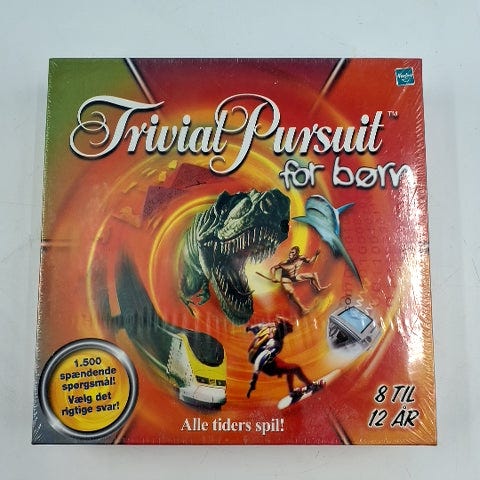 Hasbro
Trivial Pursuit™
for børn
1.500
spændende
spørgsmål!
Vælg det
rigtige svar!
8 TIL
12 ÅR
Alle tiders spil!